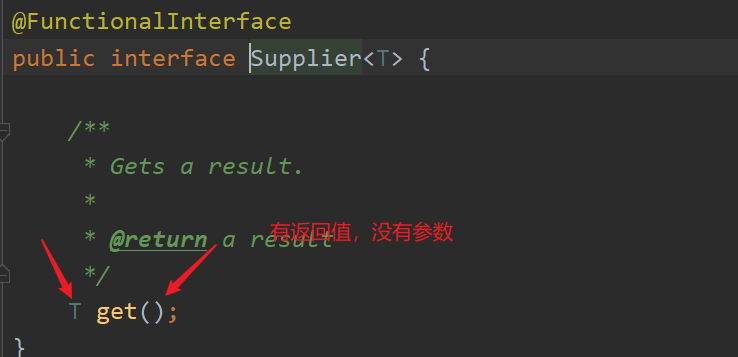 @FunctionalInterface
public interface Supplier<T> {
/**
* Gets a result.
*
* @return a result
有返回值，没有参数
*/
T get();
}